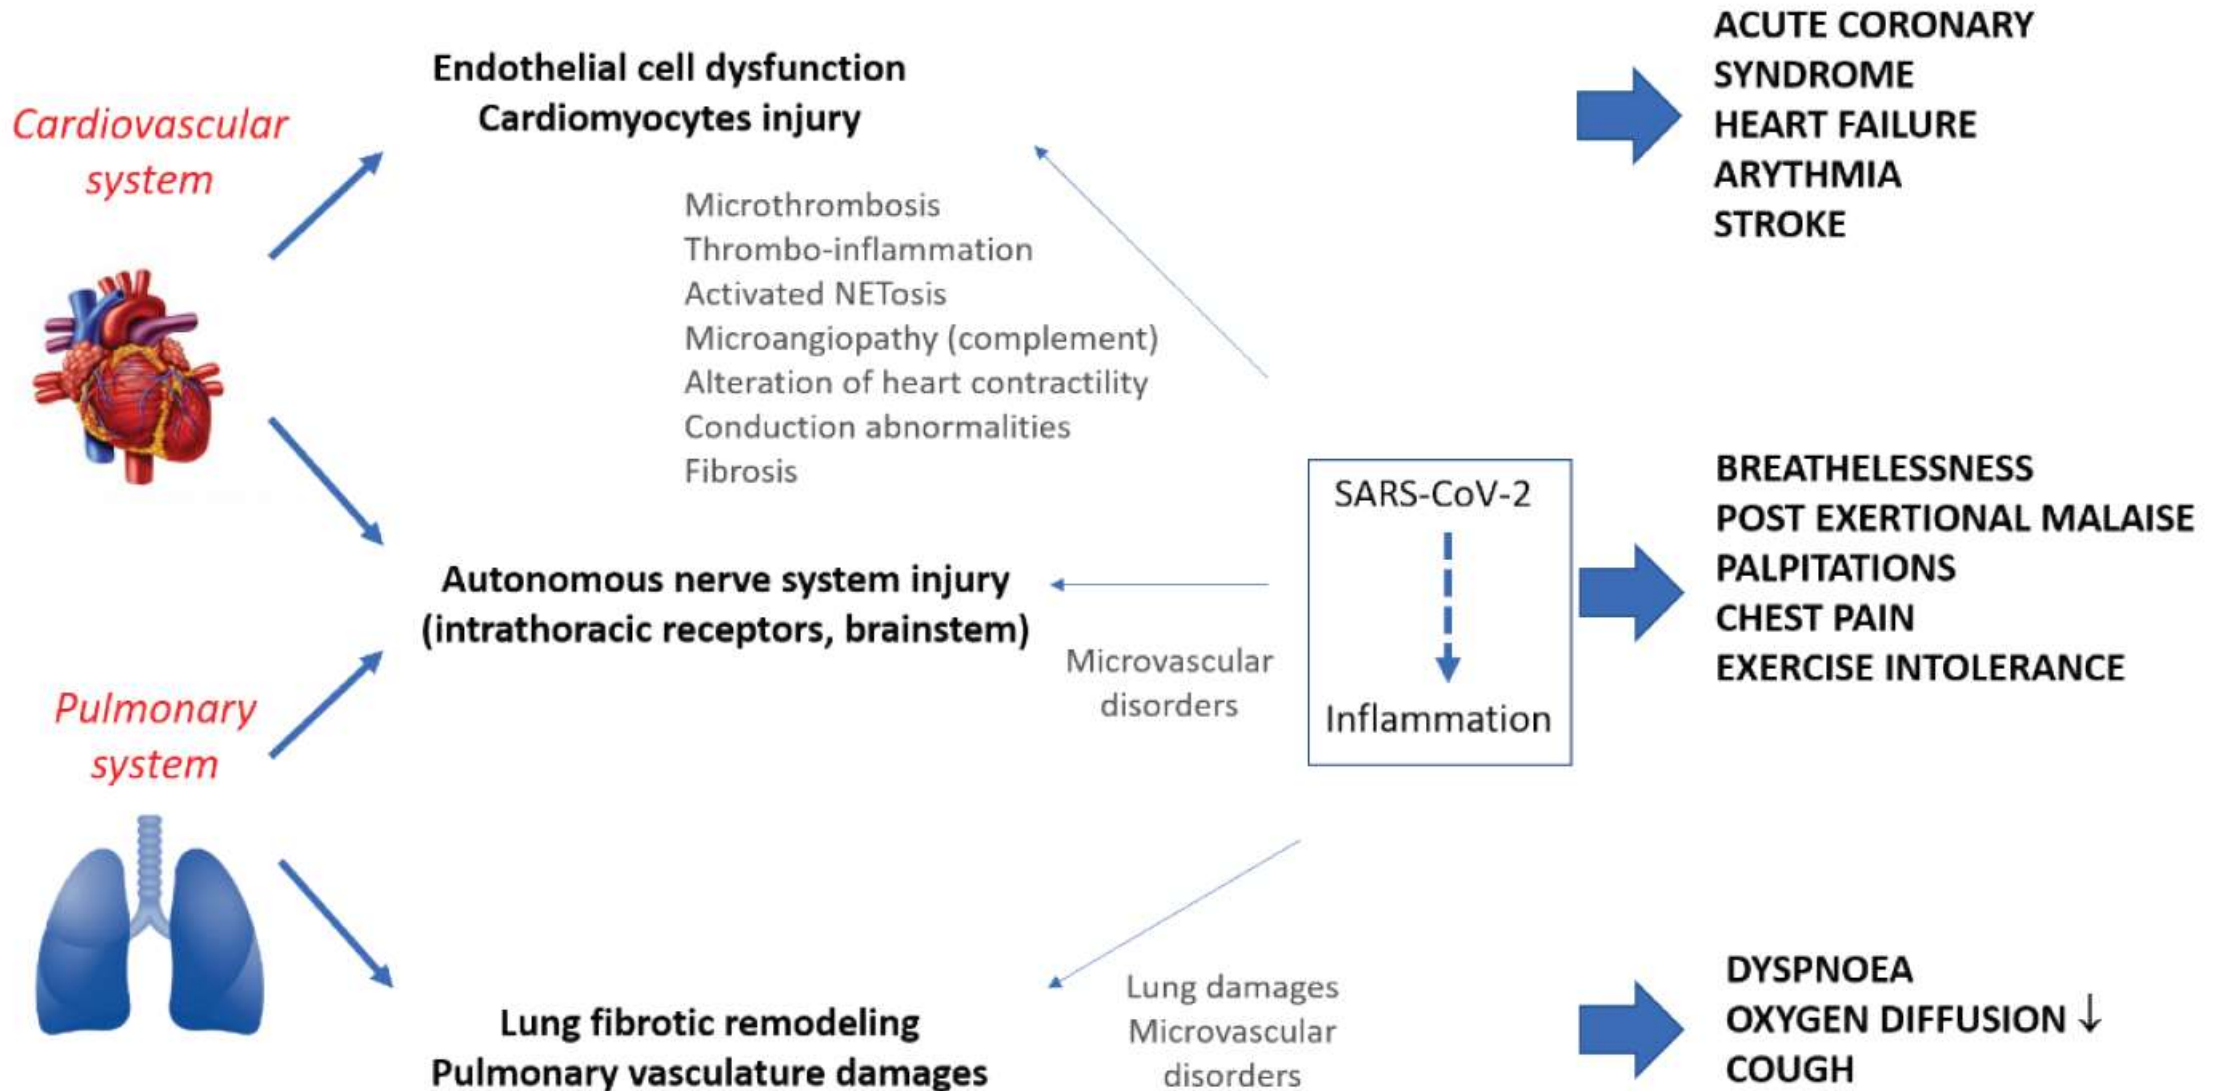 Cardiovascular
system
Endothelial cell dysfunction
Cardiomyocytes injury
Microthrombosis
Thrombo-inflammation
Activated NETosis
Microangiopathy (complement)
Alteration of heart contractility
Conduction abnormalities
Fibrosis
ACUTE CORONARY
SYNDROME
HEART FAILURE
ARYTHMIA
STROKE
Autonomous nerve system injury
(intrathoracic receptors, brainstem)
Microvascular
disorders
SARS-CoV-2
Inflammation
BREATHELESSNESS
POST EXERTIONAL MALAISE
PALPITATIONS
CHEST PAIN
EXERCISE INTOLERANCE
Pulmonary
system
Lung fibrotic remodeling
Pulmonary vasculature damages
Lung damages
Microvascular
disorders
DYSPNOEA
OXYGEN DIFFUSION ↓
COUGH